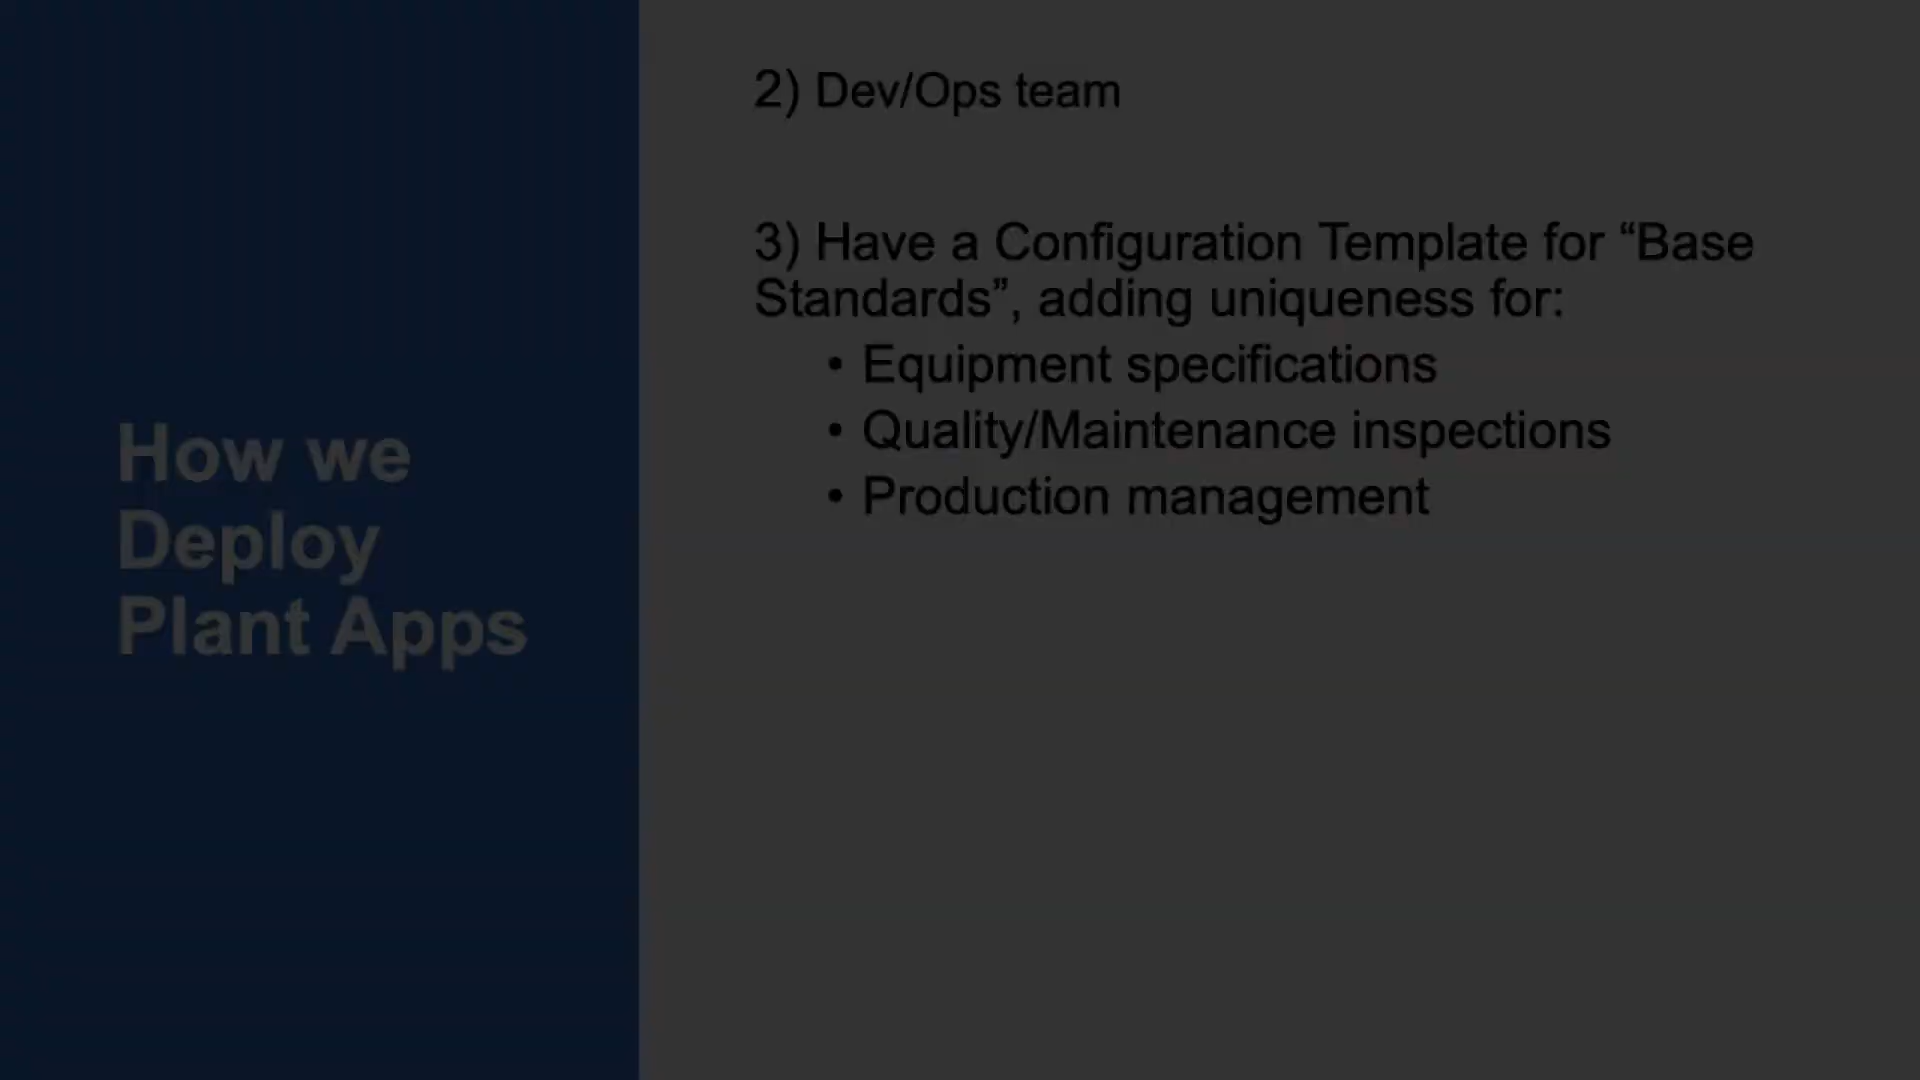 How we
Deploy
Plant Apps
2) Dev/Ops team
3) Have a Configuration Template for “Base
Standards”, adding uniqueness for:
• Equipment specifications
• Quality/Maintenance inspections
• Production management